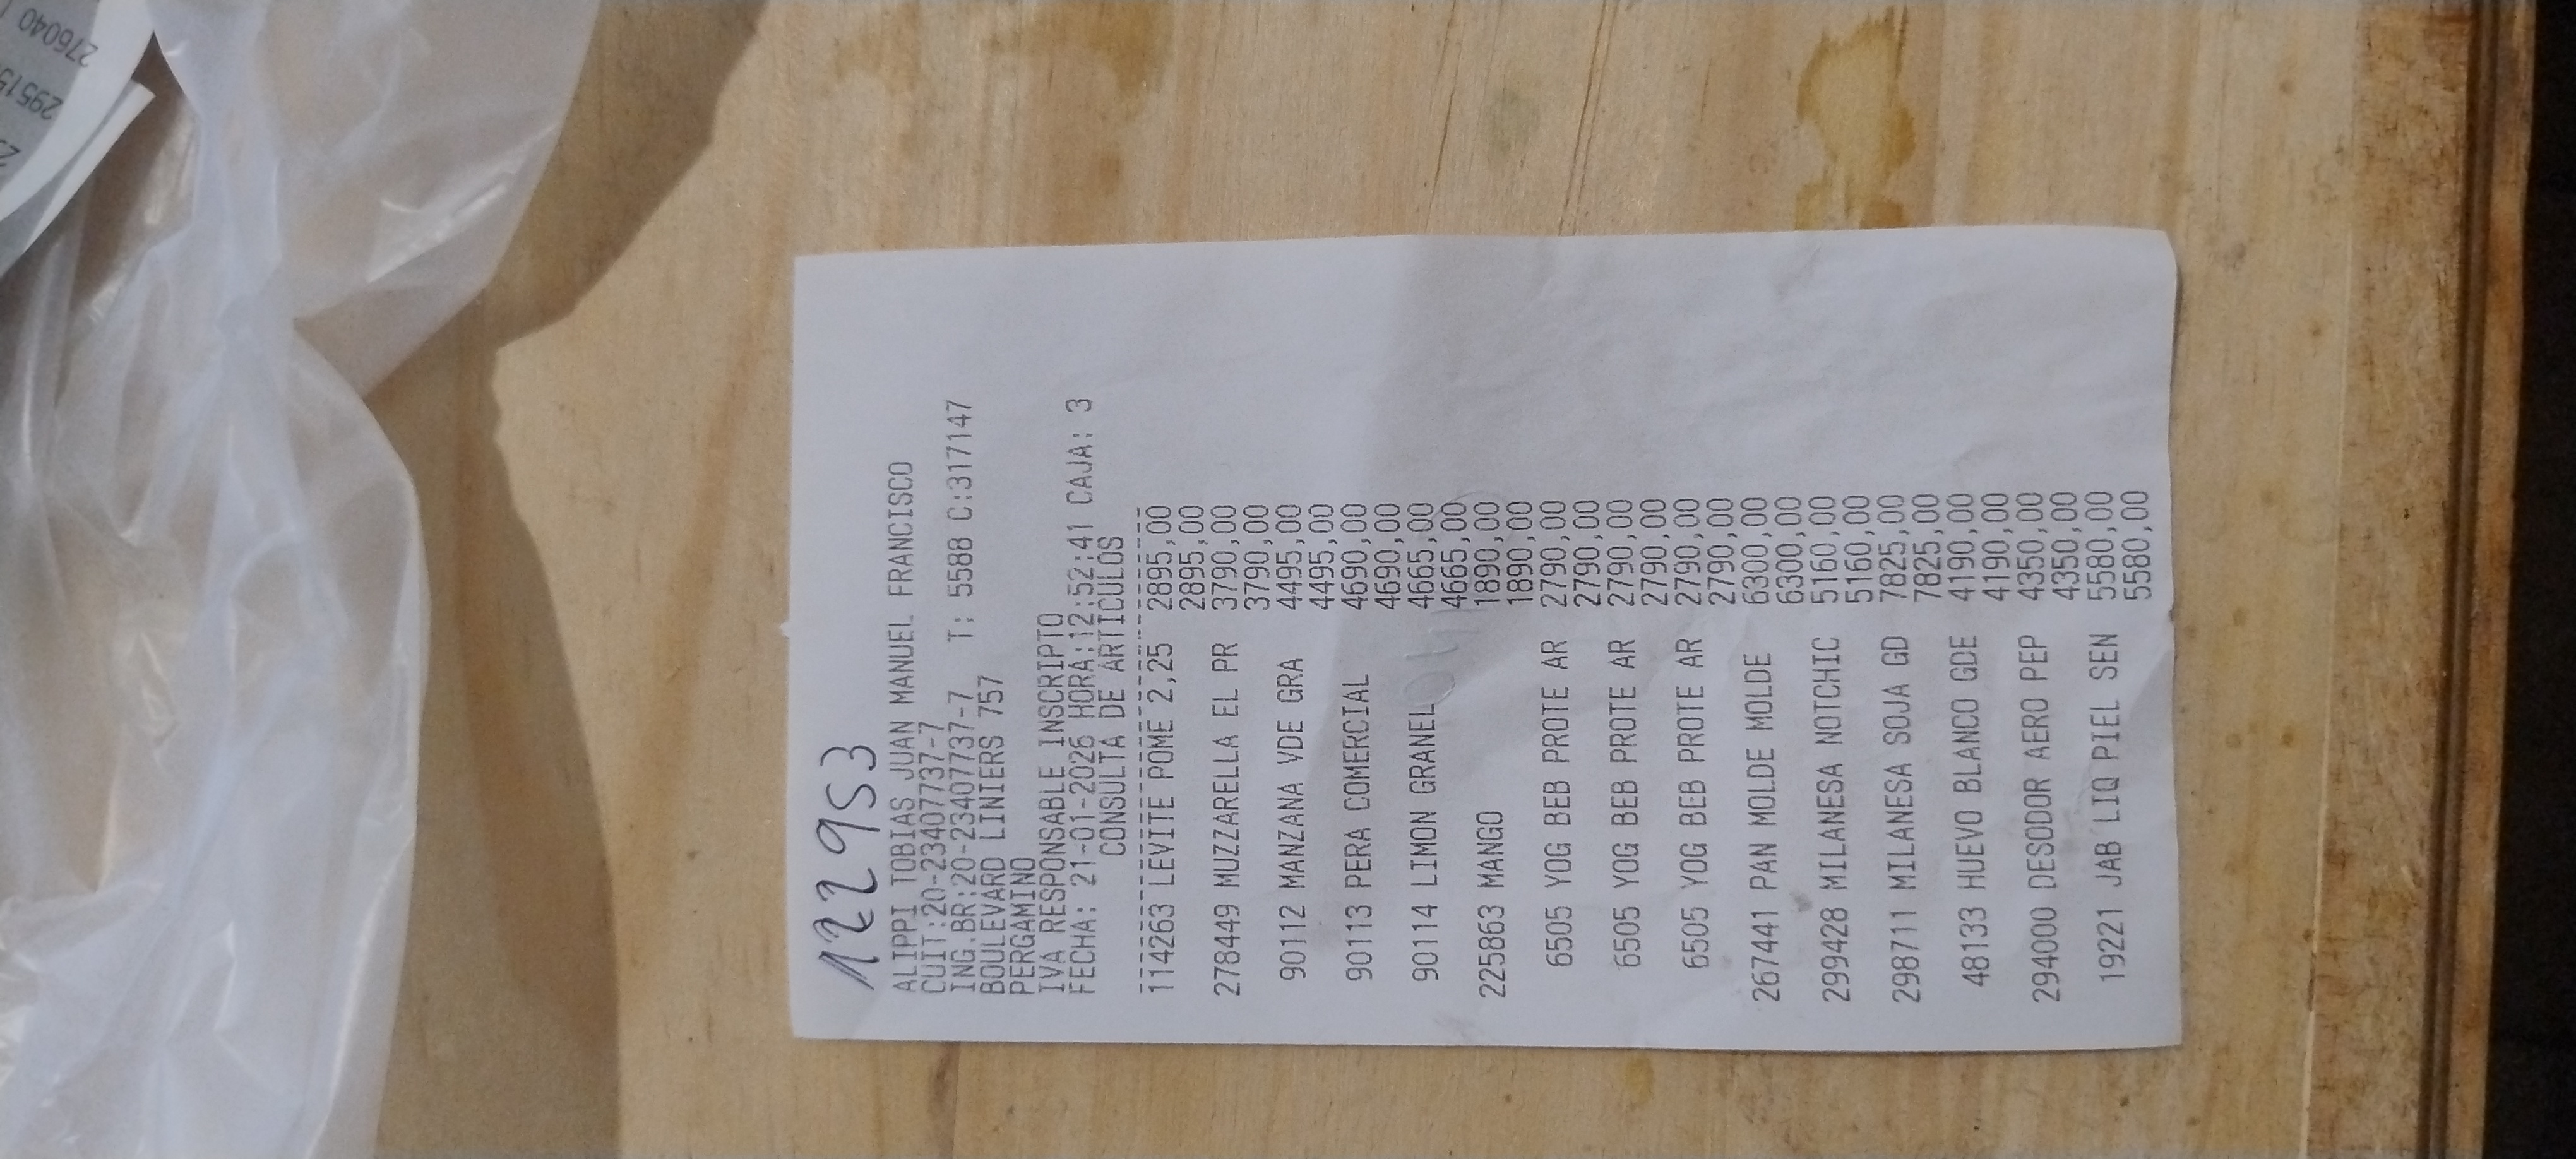 122953
ALIPPI TOBIAS JUAN MANUEL FRANCISCO
CUIT:20-23407737-7
ING.BR:20-23407737-7 T: 5588 C:317147
BOULEVARD LINIERS 757
PERGAMINO
IVA RESPONSABLE INSCRIPTO
FECHA: 21-01-2026 HORA:12:52:41 CAJA: 3
CONSULTA DE ARTICULOS
114263 LEVITE POME 2,25 2895,00
2895,00
278449 MUZZARELLA EL PR 3790,00
3790,00
90112 MANZANA VDE GRA 4495,00
4495,00
90113 PERA COMERCIAL 4690,00
4690,00
90114 LIMON GRANEL 4665,00
4665,00
225863 MANGO 1890,00
1890,00
6505 YOG BEB PROTE AR 2790,00
2790,00
6505 YOG BEB PROTE AR 2790,00
2790,00
6505 YOG BEB PROTE AR 2790,00
2790,00
267441 PAN MOLDE MOLDE 6300,00
6300,00
299428 MILANESA NOTCHIC 5160,00
5160,00
298711 MILANESA SOJA GD 7825,00
7825,00
48133 HUEVO BLANCO GDE 4190,00
4190,00
294000 DESODOR AERO PEP 4350,00
4350,00
19221 JAB LIQ PIEL SEN 5580,00
5580,00
276040